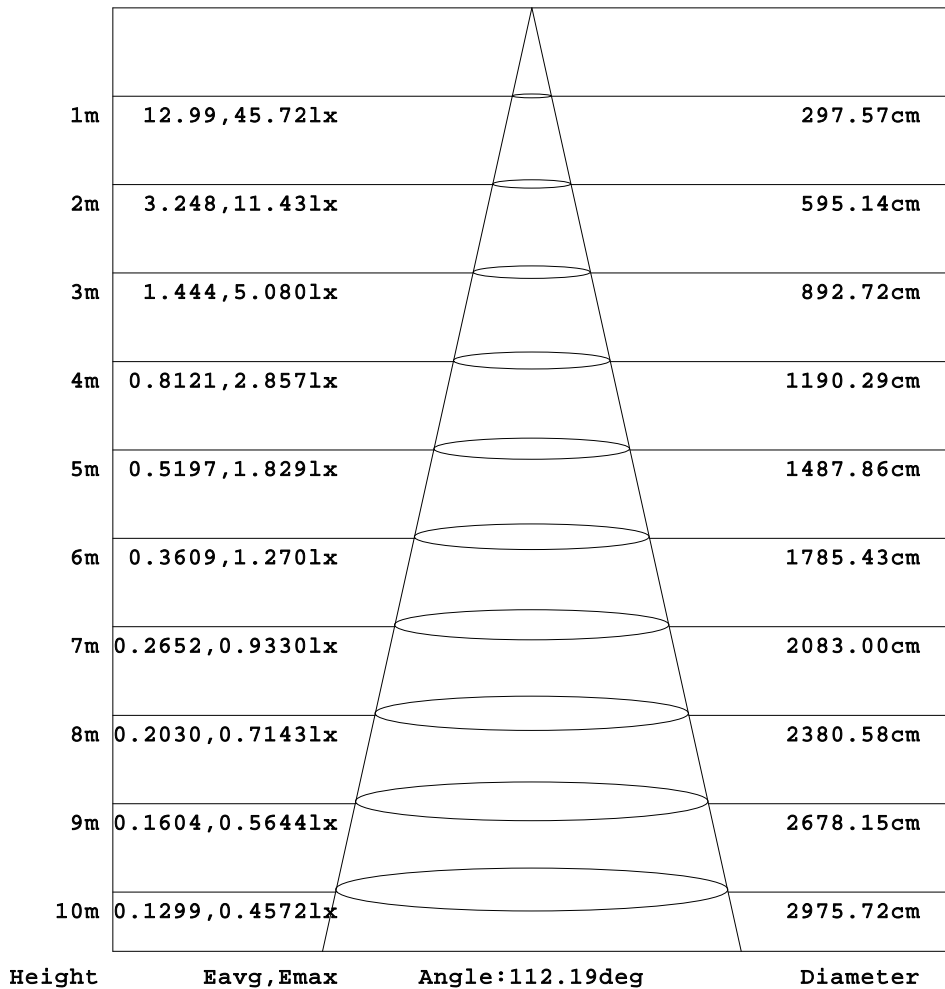 1m 12.99,45.72lx 297.57cm
2m 3.248,11.43lx 595.14cm
3m 1.444,5.080lx 892.72cm
4m 0.8121,2.857lx 1190.29cm
5m 0.5197,1.829lx 1487.86cm
6m 0.3609,1.270lx 1785.43cm
7m 0.2652,0.9330lx 2083.00cm
8m 0.2030,0.7143lx 2380.58cm
9m 0.1604,0.5644lx 2678.15cm
10m 0.1299,0.4572lx 2975.72cm
Height Eavg,Emax Angle:112.19deg Diameter